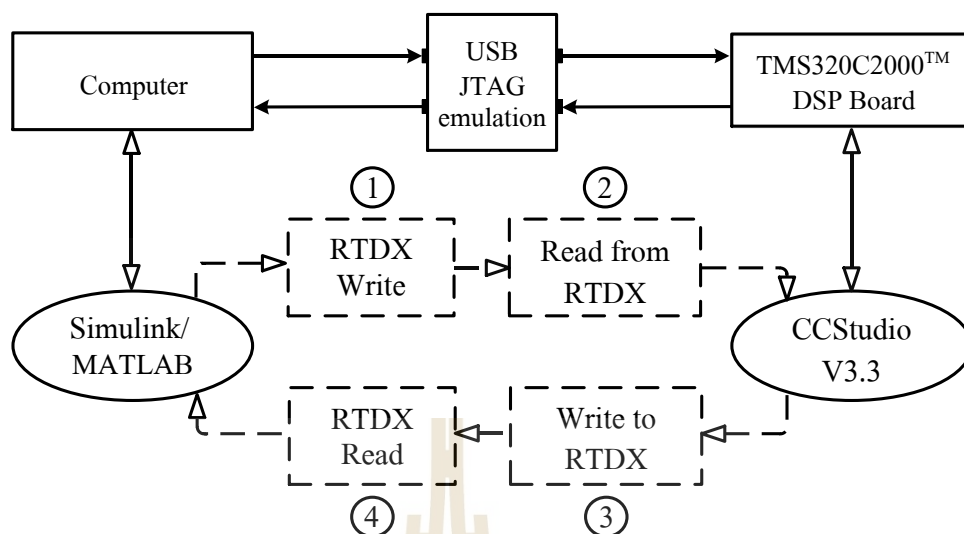 Computer
USB
JTAG
emulation
TMS320C2000™
DSP Board
1
2
RTDX
Write
Read from
RTDX
Simulink/
MATLAB
CCStudio
V3.3
RTDX
Read
Write to
RTDX
4
3